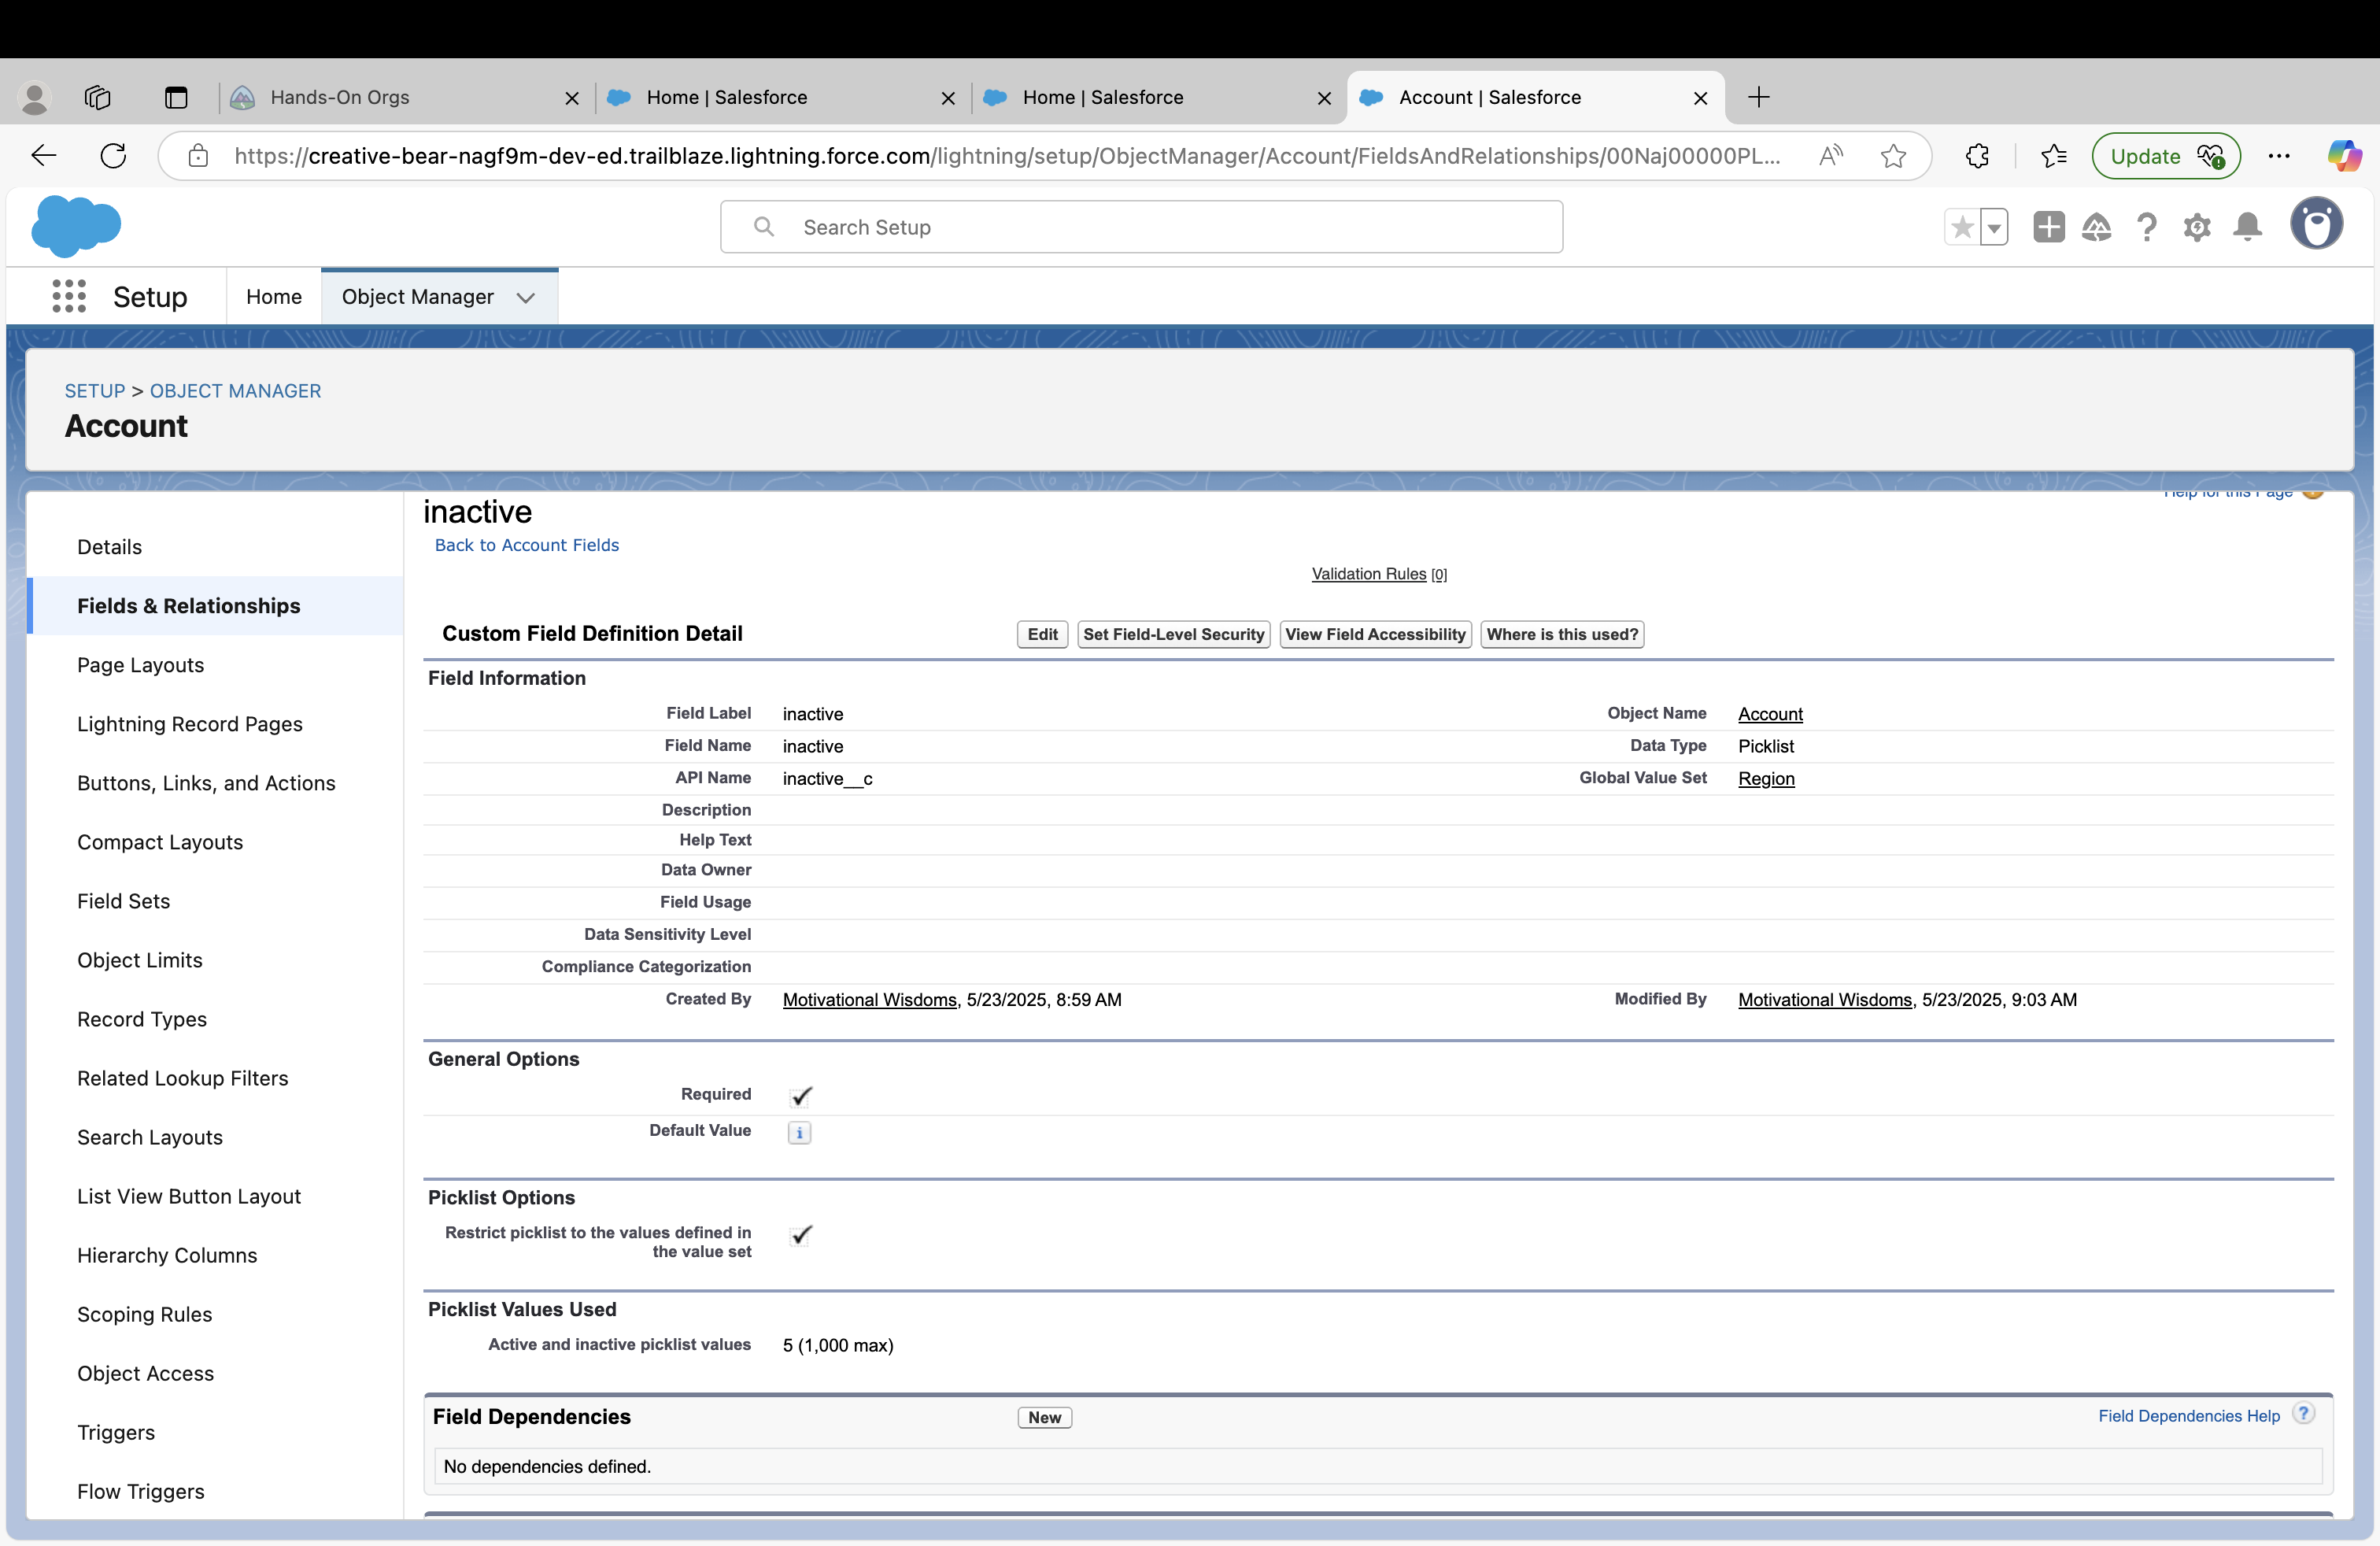 Hands-On Orgs
Home | Salesforce
Home | Salesforce
Account | Salesforce
https://creative-bear-nagf9m-dev-ed.trailblaze.lightning.force.com/lightning/setup/ObjectManager/Account/FieldsAndRelationships/00Naj00000PL...
Update
Search Setup
Setup
Home
Object Manager
SETUP > OBJECT MANAGER
Account
Details
Fields & Relationships
Page Layouts
Lightning Record Pages
Buttons, Links, and Actions
Compact Layouts
Field Sets
Object Limits
Record Types
Related Lookup Filters
Search Layouts
List View Button Layout
Hierarchy Columns
Scoping Rules
Object Access
Triggers
Flow Triggers
inactive
Help for this Page
Back to Account Fields
Validation Rules [0]
Custom Field Definition Detail
Edit
Set Field-Level Security
View Field Accessibility
Where is this used?
Field Information
Field Label inactive
Object Name Account
Field Name inactive
Data Type Picklist
API Name inactive__c
Global Value Set Region
Description
Help Text
Data Owner
Field Usage
Data Sensitivity Level
Compliance Categorization
Created By Motivational Wisdoms, 5/23/2025, 8:59 AM
Modified By Motivational Wisdoms, 5/23/2025, 9:03 AM
General Options
Required
Default Value
Picklist Options
Restrict picklist to the values defined in
the value set
Picklist Values Used
Active and inactive picklist values 5 (1,000 max)
Field Dependencies
New
Field Dependencies Help
No dependencies defined.